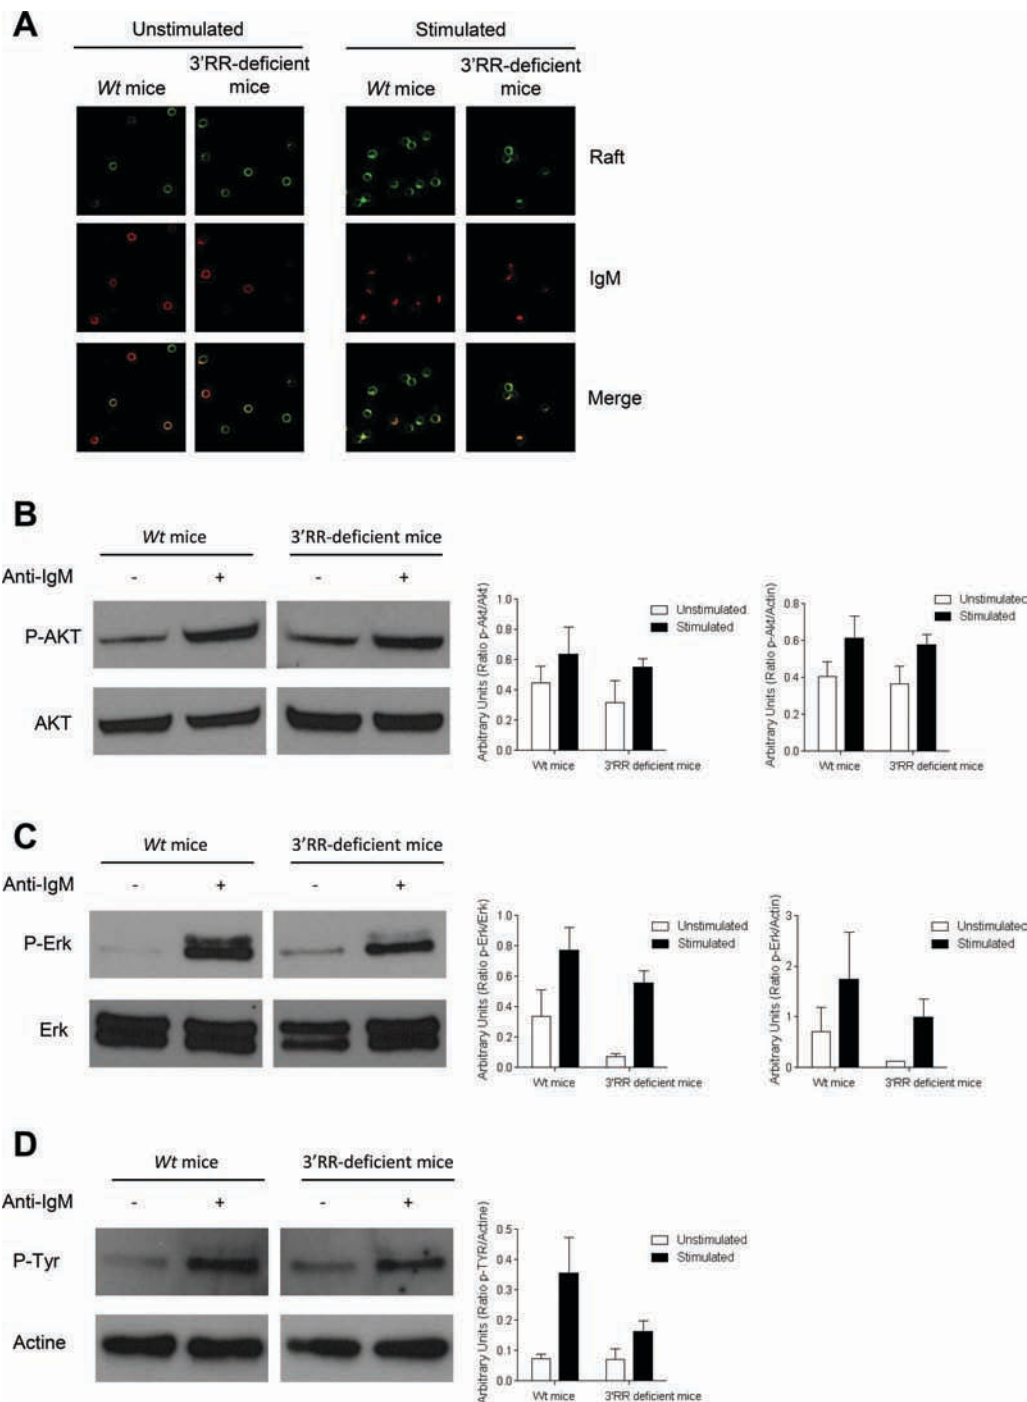 A
Unstimulated
Stimulated
Wt mice
3'RR-deficient
mice
Wt mice
3'RR-deficient
mice
Raft
IgM
Merge
B
Wt mice
3'RR-deficient mice
Anti-IgM
-
+
-
+
P-AKT
AKT
Arbitrary Units (Ratio p-Akt/Akt)
1.0
0.8
0.6
0.4
0.2
0.0
Unstimulated
Stimulated
Wt mice
3'RR deficient mice
Arbitrary Units (Ratio p-Akt/Actin)
0.8
0.6
0.4
0.2
0.0
Unstimulated
Stimulated
Wt mice
3'RR deficient mice
C
Wt mice
3'RR-deficient mice
Anti-IgM
-
+
-
+
P-Erk
Erk
Arbitrary Units (Ratio p-Erk/Erk)
1.0
0.8
0.6
0.4
0.2
0.0
Unstimulated
Stimulated
Wt mice
3'RR deficient mice
Arbitrary Units (Ratio p-Erk/Actin)
3
2
1
0
Unstimulated
Stimulated
Wt mice
3'RR deficient mice
D
Wt mice
3'RR-deficient mice
Anti-IgM
-
+
-
+
P-Tyr
Actine
Arbitrary Units (Ratio p-TYR/Actine)
0.5
0.4
0.3
0.2
0.1
0.0
Unstimulated
Stimulated
Wt mice
3'RR deficient mice